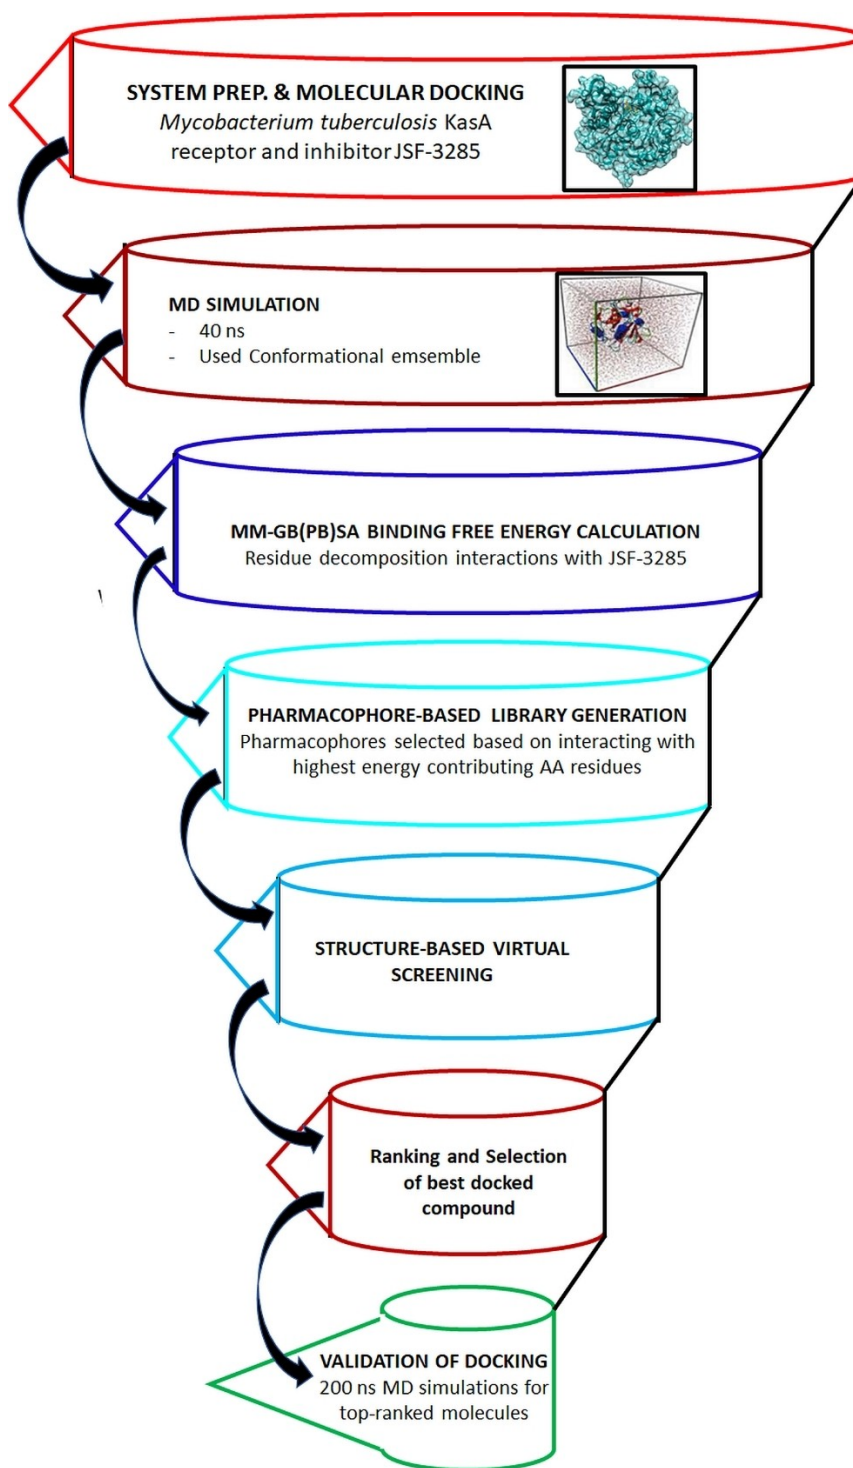 SYSTEM PREP. & MOLECULAR DOCKING
Mycobacterium tuberculosis KasA
receptor and inhibitor JSF-3285
MD SIMULATION
- 40 ns
- Used Conformational emsemble
MM-GB(PB)SA BINDING FREE ENERGY CALCULATION
Residue decomposition interactions with JSF-3285
PHARMACOPHORE-BASED LIBRARY GENERATION
Pharmacophores selected based on interacting with
highest energy contributing AA residues
STRUCTURE-BASED VIRTUAL
SCREENING
Ranking and Selection
of best docked
compound
VALIDATION OF DOCKING
200 ns MD simulations for
top-ranked molecules